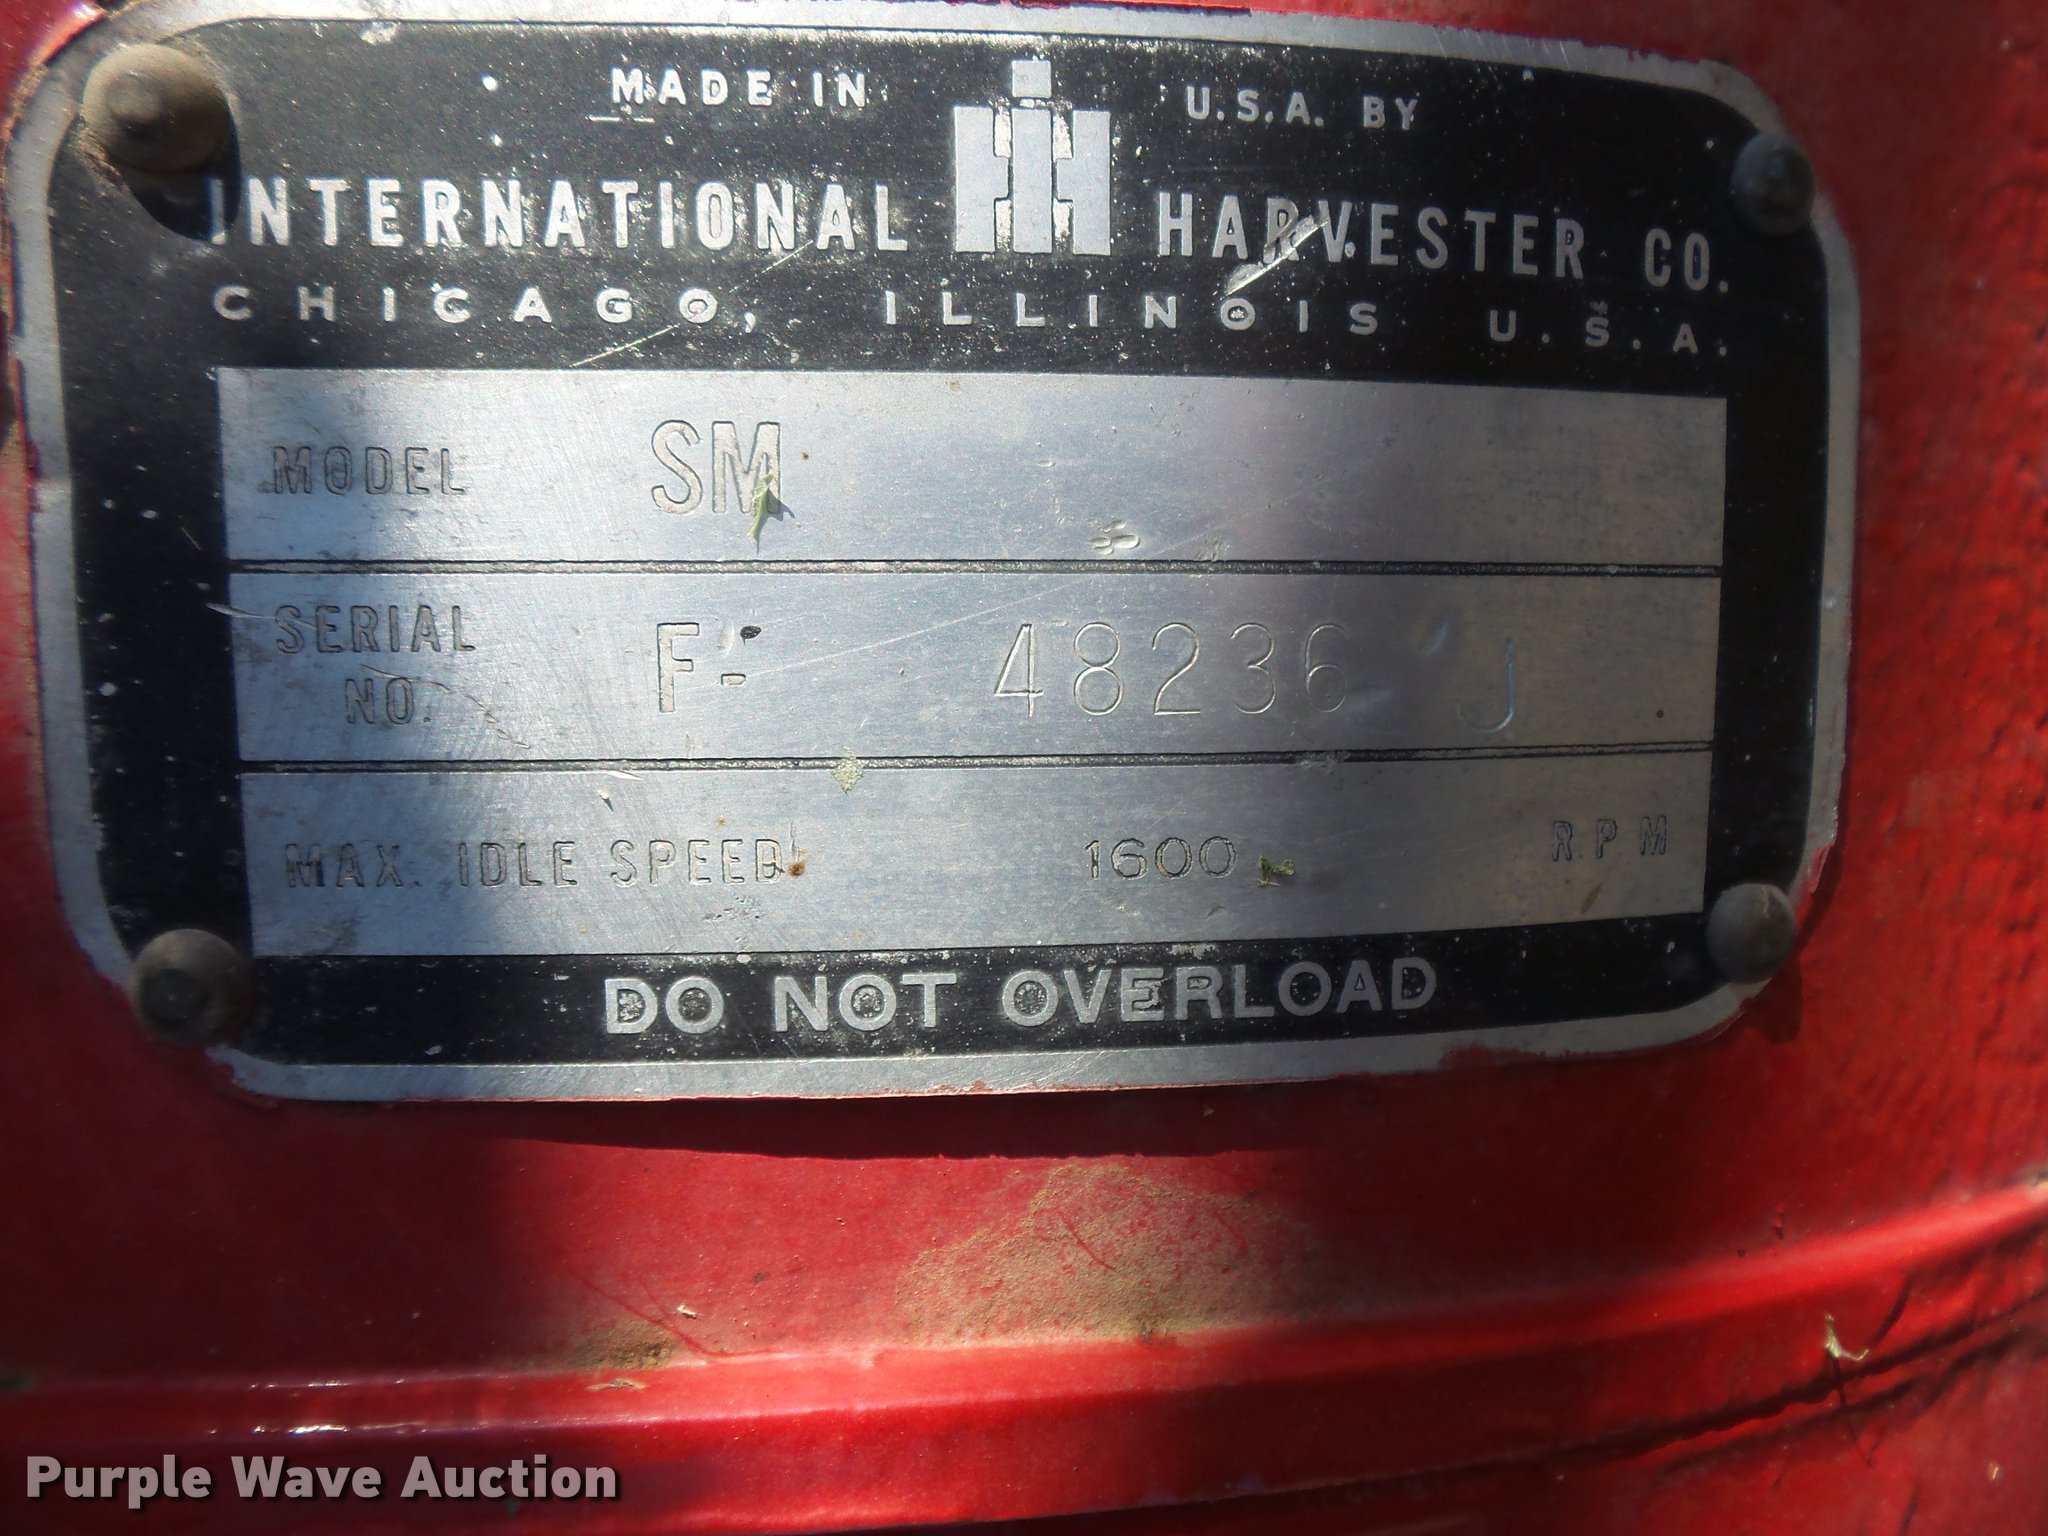 MADE IN IH U.S.A. BY
INTERNATIONAL HARVESTER CO.
CHICAGO, ILLINOIS U.S.A.
MODEL SM
SERIAL NO. F- 48236 J
MAX. IDLE SPEED 1600 R.P.M
DO NOT OVERLOAD
Purple Wave Auction